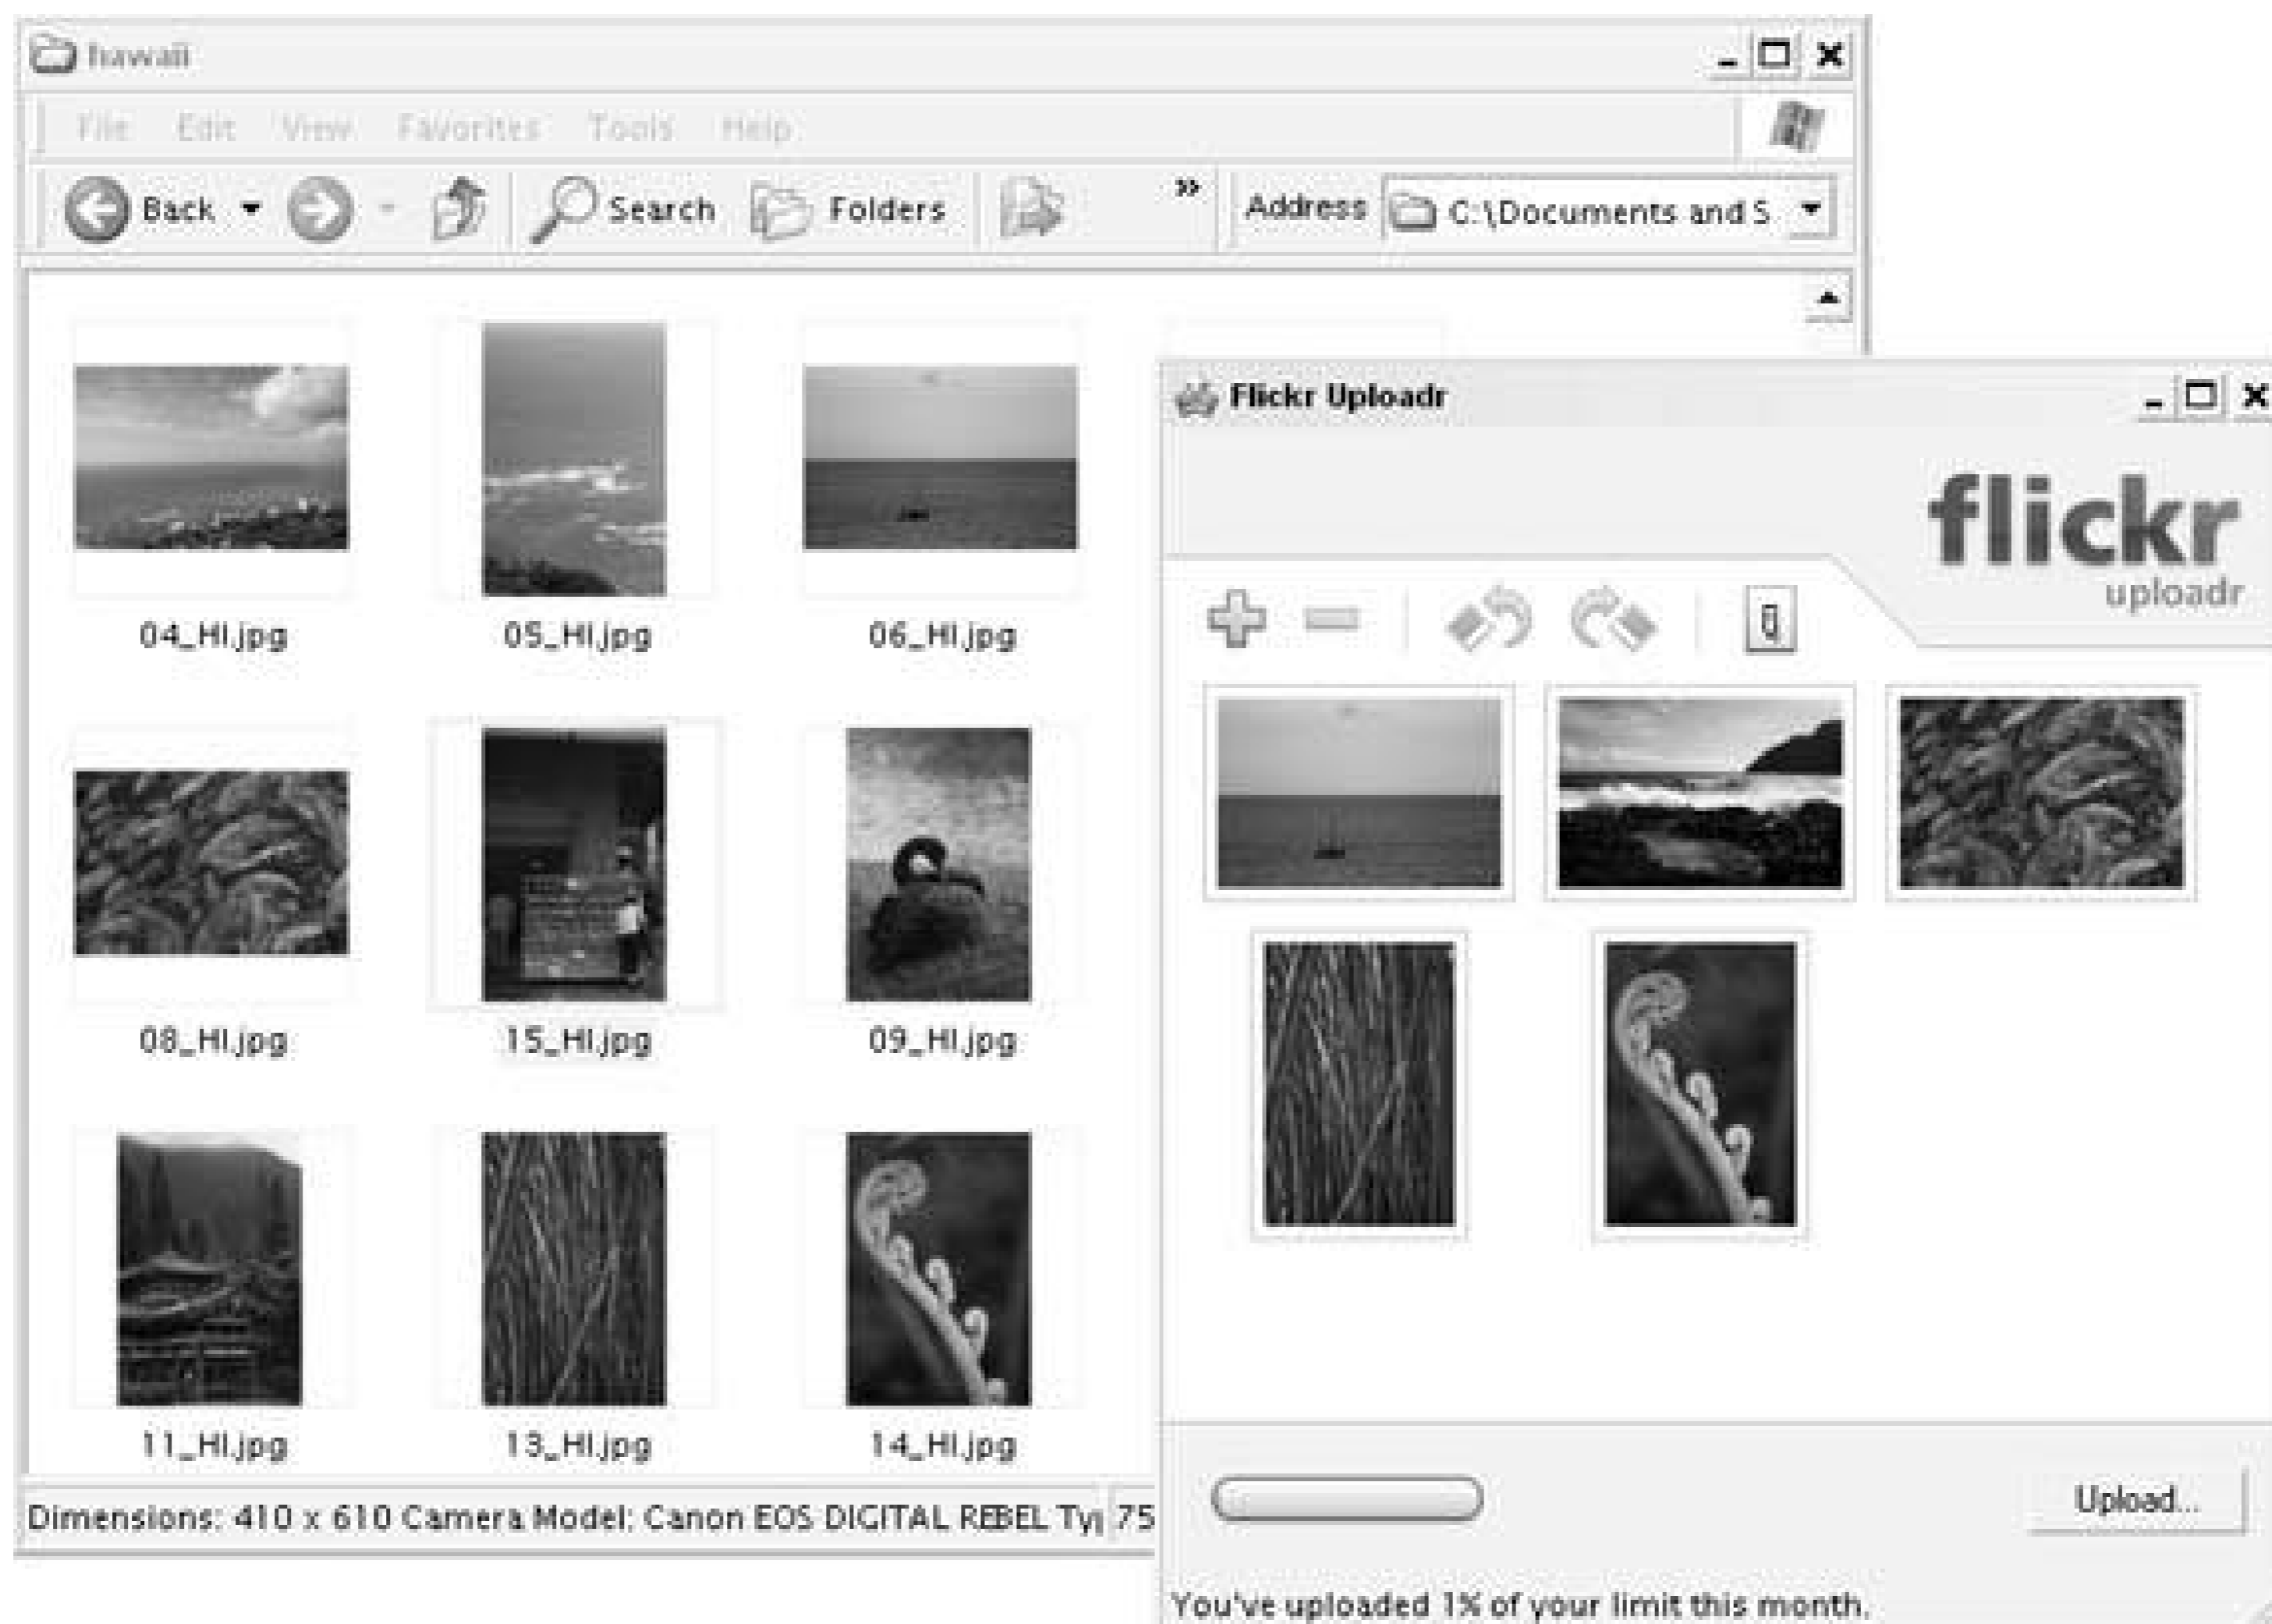 hawaii
File Edit View Favorites Tools Help
Back Search Folders » Address C:\Documents and S
04_HI.jpg 05_HI.jpg 06_HI.jpg
08_HI.jpg 15_HI.jpg 09_HI.jpg
11_HI.jpg 13_HI.jpg 14_HI.jpg
Dimensions: 410 x 610 Camera Model: Canon EOS DIGITAL REBEL Typ 75
Flickr Uploadr
flickr
uploadr
Upload...
You've uploaded 1% of your limit this month.